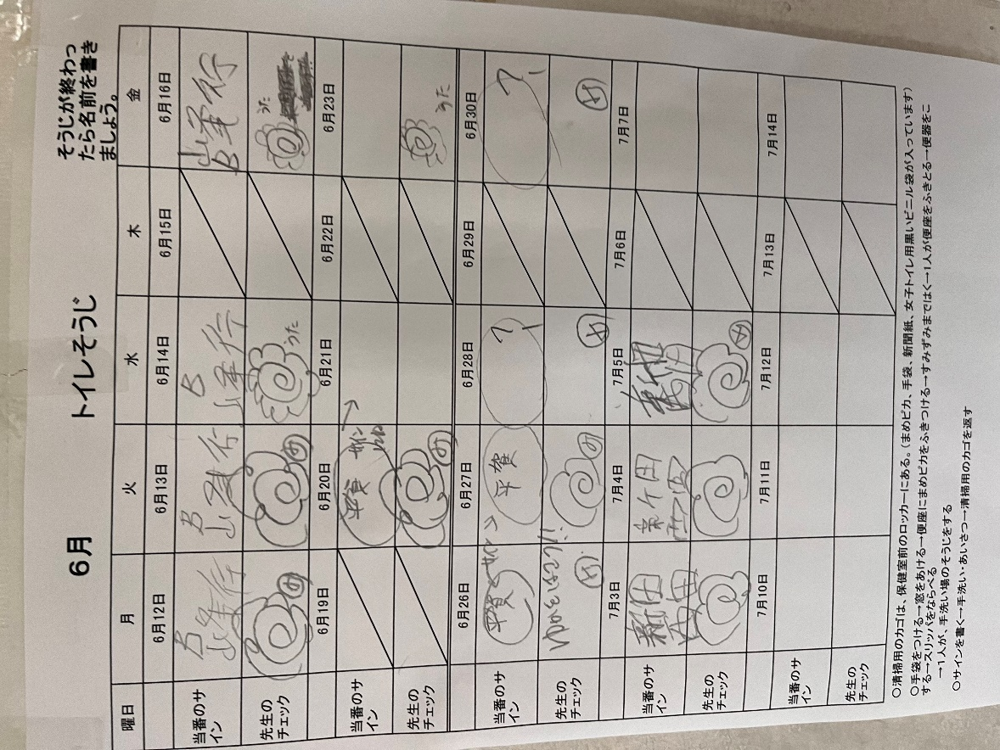 6月 トイレそうじ
そうじが終わっ
たら名前を書き
ましょう。
曜日 月 火 水 木 金
6月12日 6月13日 6月14日 6月15日 6月16日
当番のサ
イン
B B B B
先生の
チェック
うた うた
6月19日 6月20日 6月21日 6月22日 6月23日
当番のサ
イン
平賀 サイン
先生の
チェック
うた
6月26日 6月27日 6月28日 6月29日 6月30日
当番のサ
イン
平賀 平賀 ? ?
先生の
チェック
7月3日 7月4日 7月5日 7月6日 7月7日
当番のサ
イン
新田
先生の
チェック
7月10日 7月11日 7月12日 7月13日 7月14日
当番のサ
イン
先生の
チェック
○清掃用のカゴは、保健室前のロッカーにある。(まめピカ、手袋、新聞紙、女子トイレ用黒いビニル袋が入っています)
○手袋をつける→窓をあける→便座にまめピカをふきつける→すみずみまではく→1人が便座をふきとる→便器をこ
する→スリッパをならべる
→1人が、手洗い場のそうじをする
○サインを書く→手洗い・あいさつ→清掃用のカゴを返す